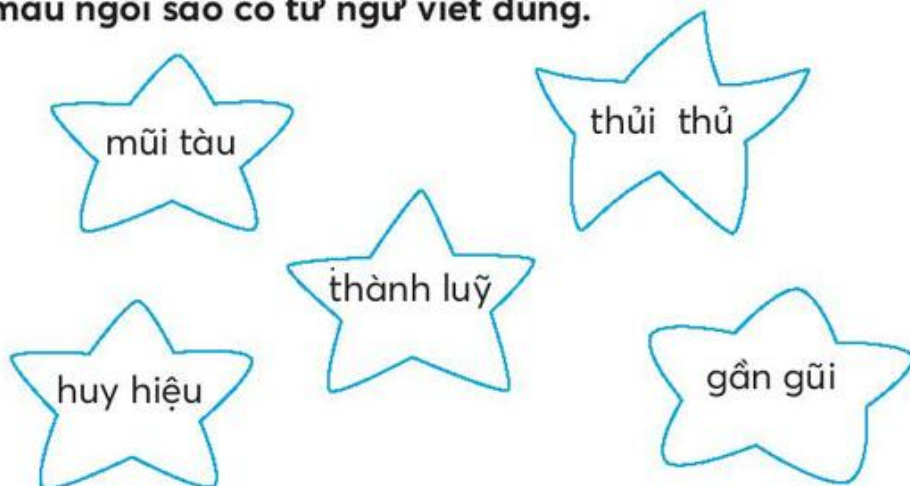 màu ngôi sao có từ ngữ viết đúng.
mũi tàu
thủi thủ
thành luỹ
huy hiệu
gần gũi